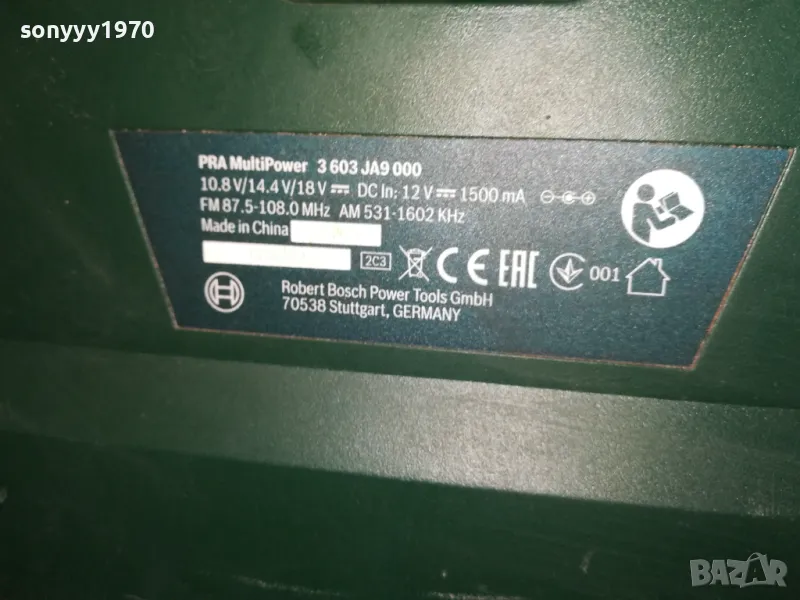 sonyyy1970
PRA MultiPower 3 603 JA9 000
10.8 V/14.4 V/18 V ⎓ DC In: 12 V ⎓ 1500 mA
FM 87.5-108.0 MHz AM 531-1602 KHz
Made in China
2C3 CE EAC 001
Robert Bosch Power Tools GmbH
70538 Stuttgart, GERMANY
BAZAR